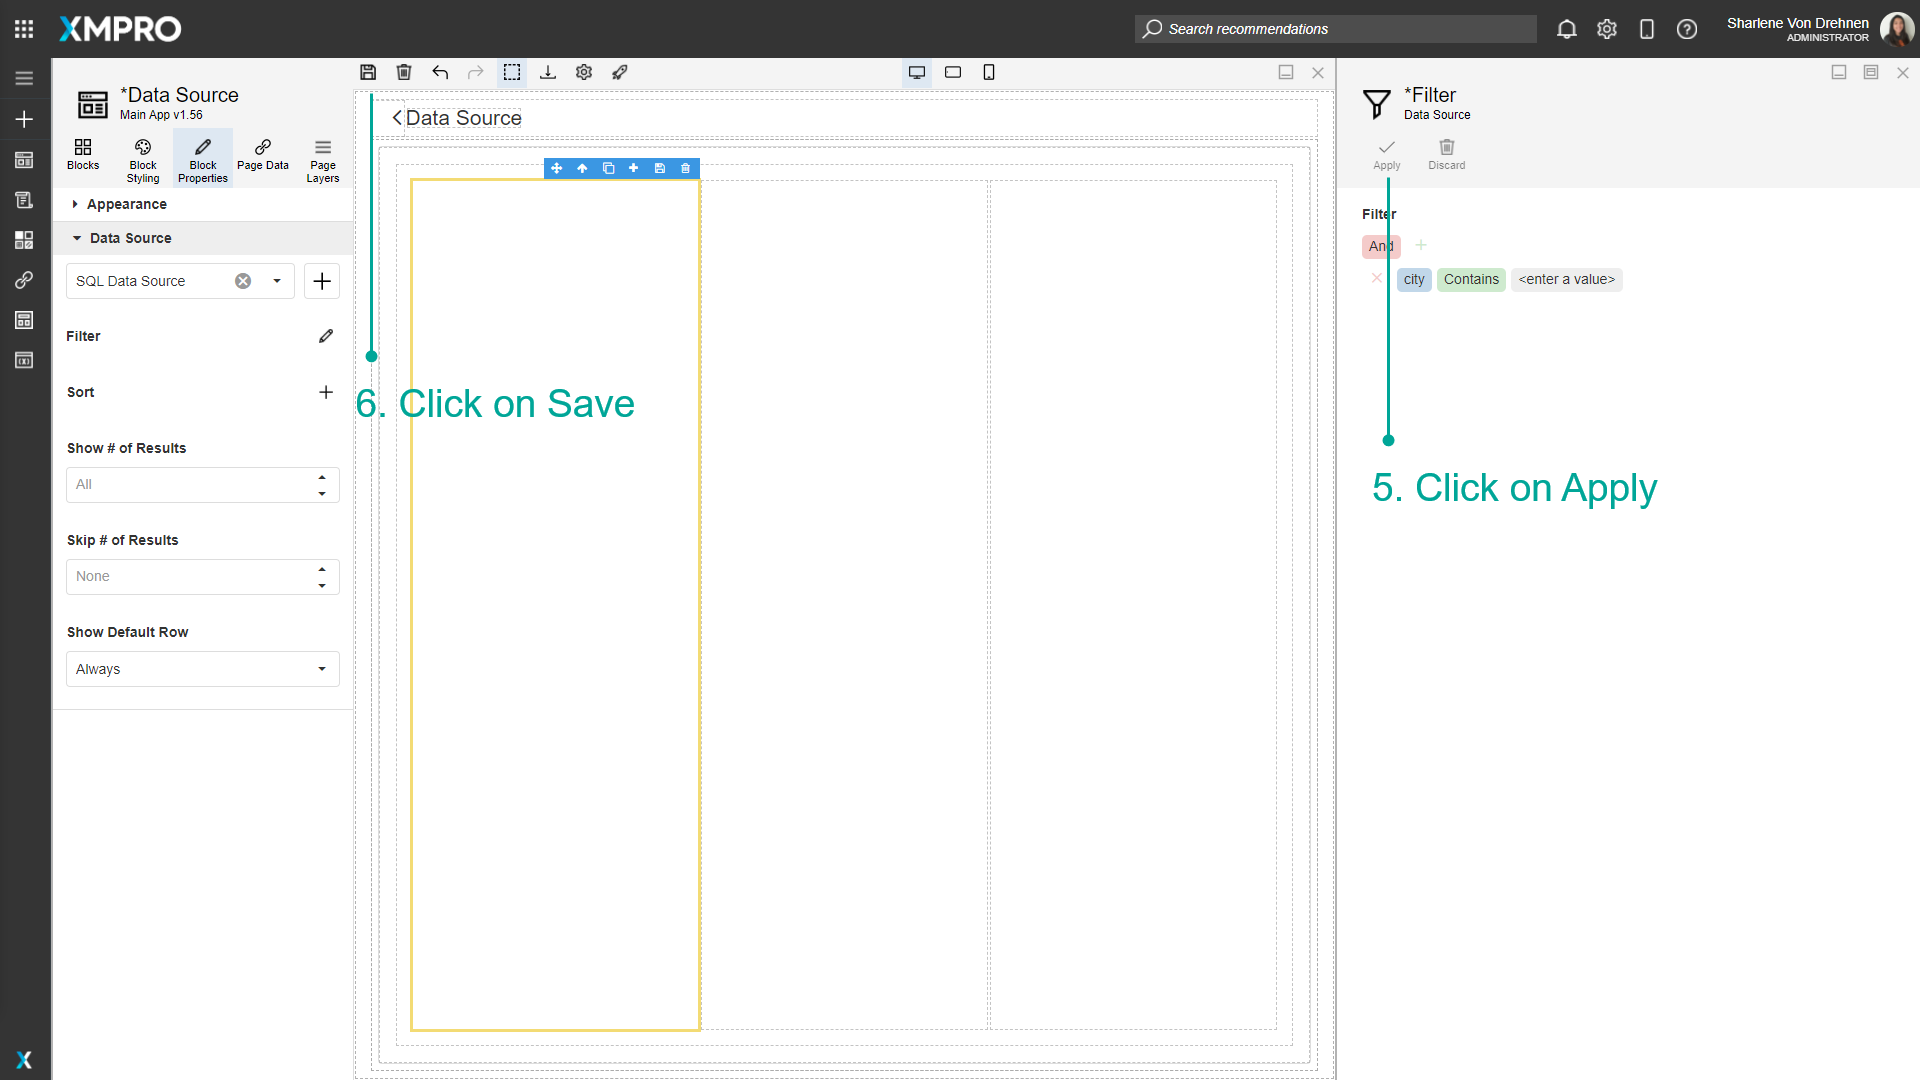 XMPRO
Search recommendations
Sharlene Von Drehnen
ADMINISTRATOR
*Data Source
Main App v1.56
Blocks
Block Styling
Block Properties
Page Data
Page Layers
Appearance
Data Source
SQL Data Source
Filter
Sort
Show # of Results
All
Skip # of Results
None
Show Default Row
Always
Data Source
6. Click on Save
*Filter
Data Source
Apply
Discard
Filter
And
city
Contains
<enter a value>
5. Click on Apply